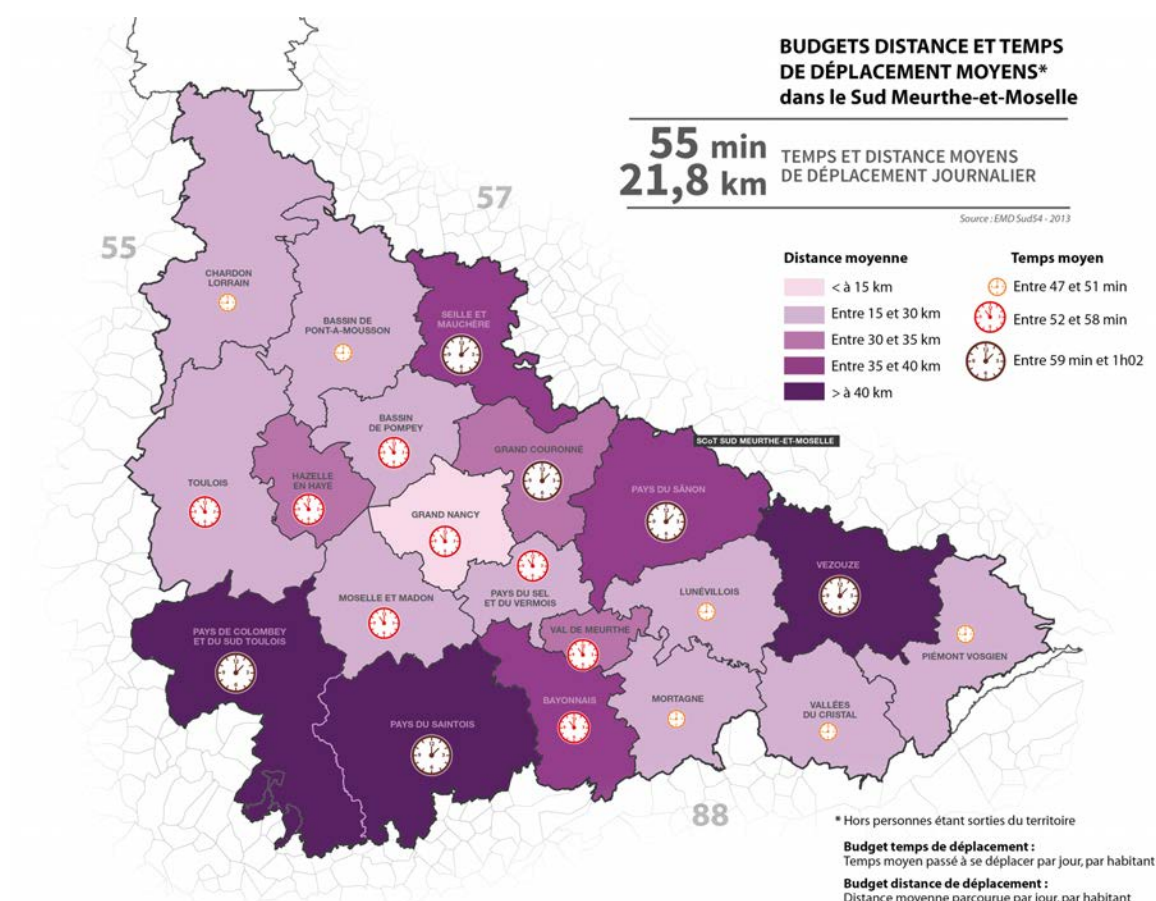 BUDGETS DISTANCE ET TEMPS
DE DÉPLACEMENT MOYENS*
dans le Sud Meurthe-et-Moselle
55 min
21,8 km
TEMPS ET DISTANCE MOYENS
DE DÉPLACEMENT JOURNALIER
Source : EMD Sud54 - 2013
57
55
Distance moyenne
< à 15 km
Entre 15 et 30 km
Entre 30 et 35 km
Entre 35 et 40 km
> à 40 km
Temps moyen
Entre 47 et 51 min
Entre 52 et 58 min
Entre 59 min et 1h02
CHARDON
LORRAIN
BASSIN DE
PONT-A-MOUSSON
SEILLE ET
MAUCHÈRE
BASSIN
DE POMPEY
SCoT SUD MEURTHE-ET-MOSELLE
GRAND COURONNÉ
TOULOIS
HAZELLE
EN HAYE
PAYS DU SÂNON
GRAND NANCY
VEZOUZE
MOSELLE ET MADON
PAYS DU SEL
ET DU VERMOIS
LUNÉVILLOIS
PAYS DE COLOMBEY
ET DU SUD TOULOIS
VAL DE MEURTHE
PIÉMONT VOSGIEN
PAYS DU SAINTOIS
BAYONNAIS
MORTAGNE
VALLÉES
DU CRISTAL
88
* Hors personnes étant sorties du territoire
Budget temps de déplacement :
Temps moyen passé à se déplacer par jour, par habitant
Budget distance de déplacement :
Distance moyenne parcourue par jour, par habitant